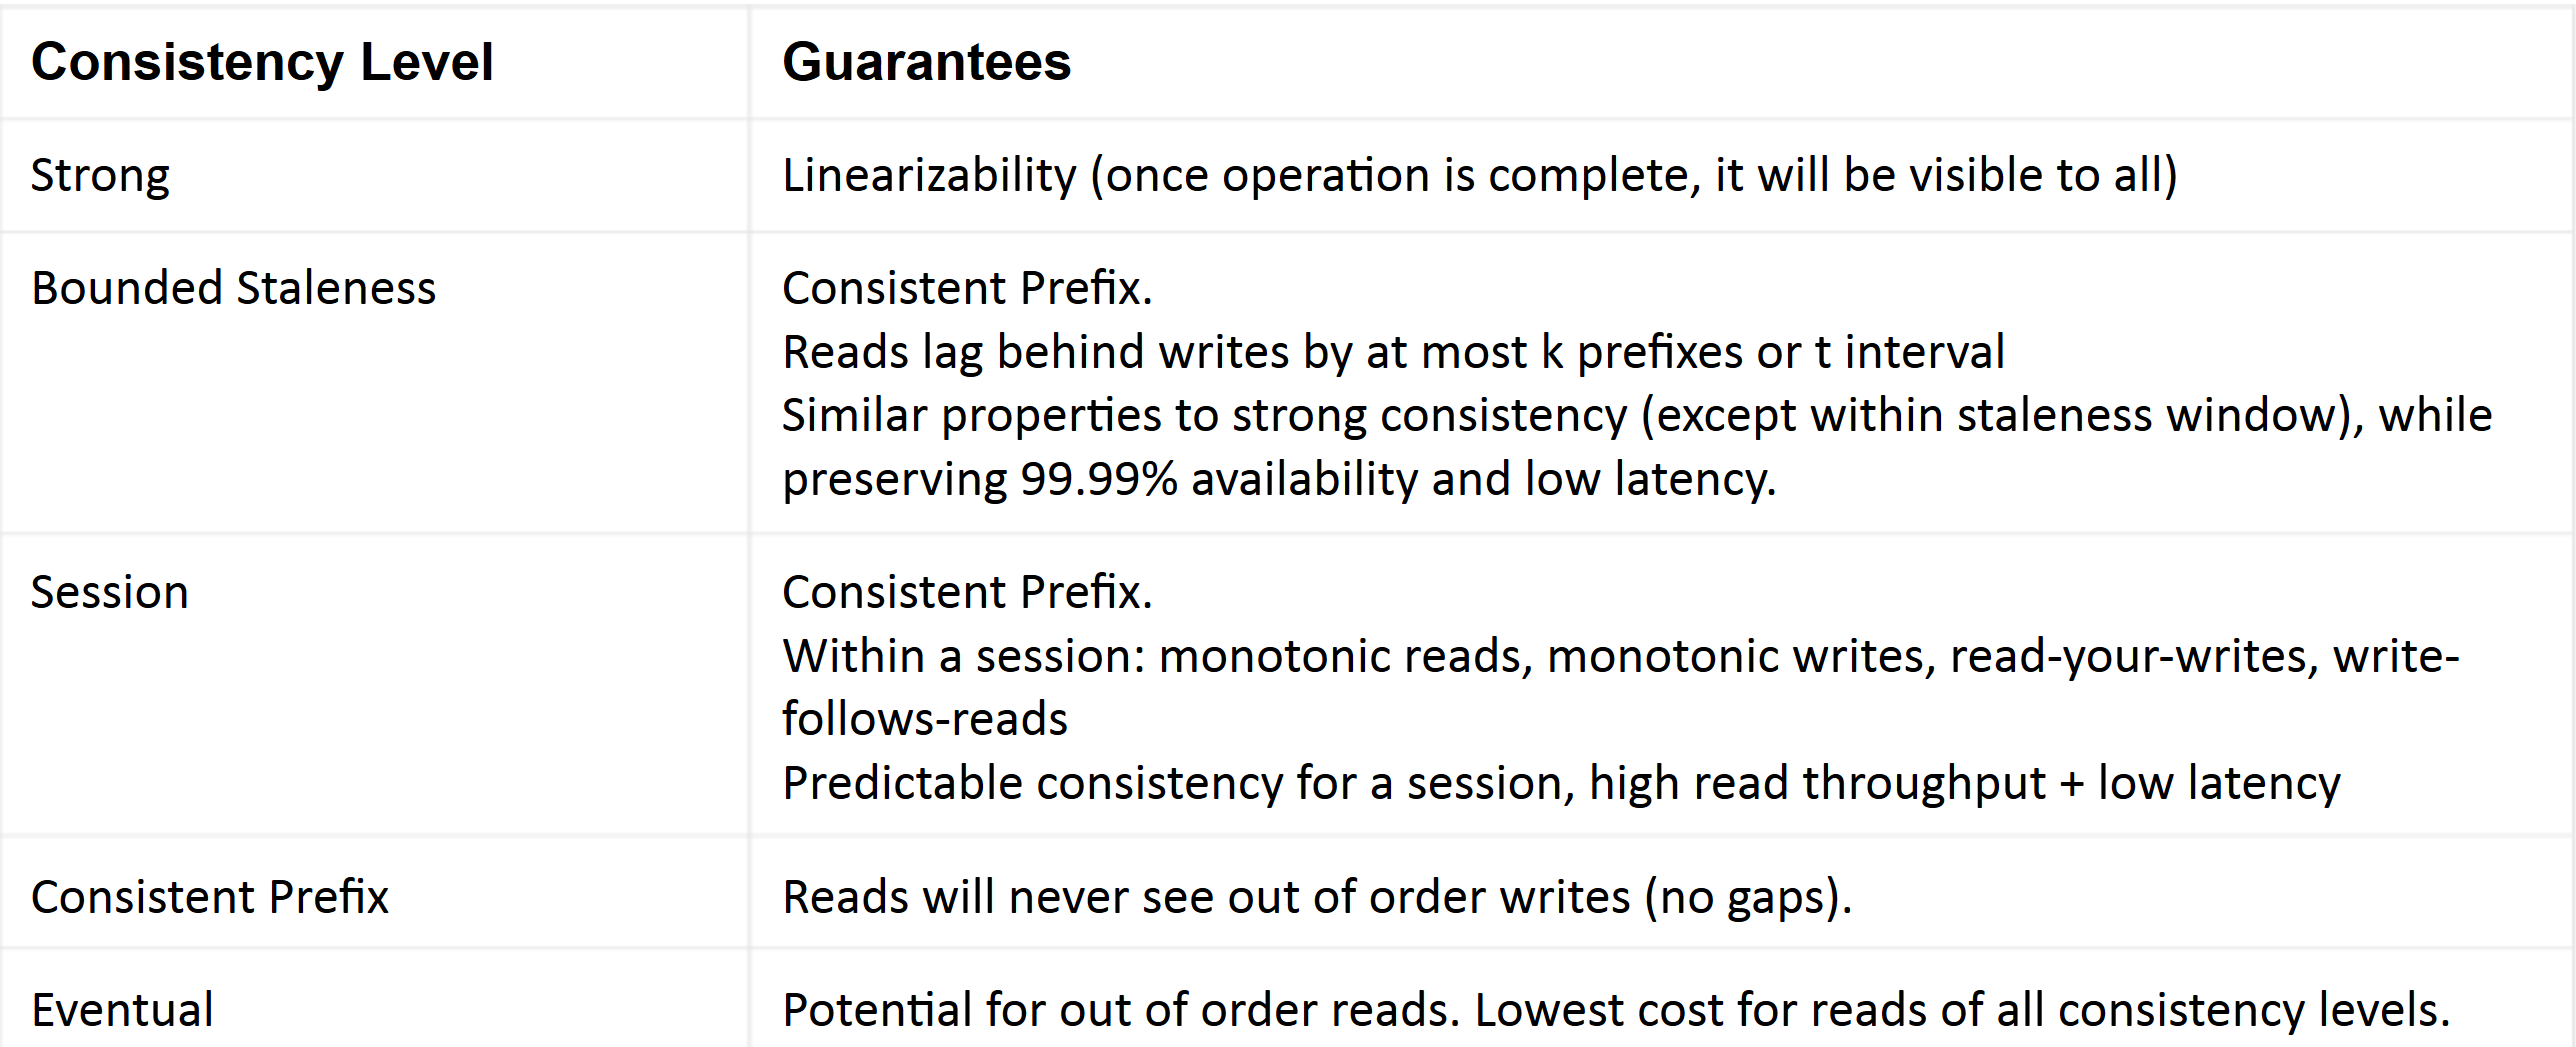 Consistency Level
Guarantees
Strong
Linearizability (once operation is complete, it will be visible to all)
Bounded Staleness
Consistent Prefix.
Reads lag behind writes by at most k prefixes or t interval
Similar properties to strong consistency (except within staleness window), while
preserving 99.99% availability and low latency.
Session
Consistent Prefix.
Within a session: monotonic reads, monotonic writes, read-your-writes, write-
follows-reads
Predictable consistency for a session, high read throughput + low latency
Consistent Prefix
Reads will never see out of order writes (no gaps).
Eventual
Potential for out of order reads. Lowest cost for reads of all consistency levels.